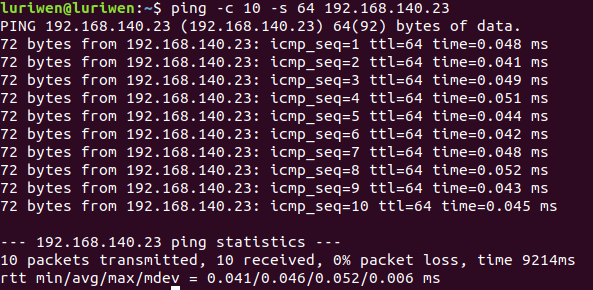 luriwen@luriwen:~$ ping -c 10 -s 64 192.168.140.23
PING 192.168.140.23 (192.168.140.23) 64(92) bytes of data.
72 bytes from 192.168.140.23: icmp_seq=1 ttl=64 time=0.048 ms
72 bytes from 192.168.140.23: icmp_seq=2 ttl=64 time=0.041 ms
72 bytes from 192.168.140.23: icmp_seq=3 ttl=64 time=0.049 ms
72 bytes from 192.168.140.23: icmp_seq=4 ttl=64 time=0.051 ms
72 bytes from 192.168.140.23: icmp_seq=5 ttl=64 time=0.044 ms
72 bytes from 192.168.140.23: icmp_seq=6 ttl=64 time=0.042 ms
72 bytes from 192.168.140.23: icmp_seq=7 ttl=64 time=0.048 ms
72 bytes from 192.168.140.23: icmp_seq=8 ttl=64 time=0.052 ms
72 bytes from 192.168.140.23: icmp_seq=9 ttl=64 time=0.043 ms
72 bytes from 192.168.140.23: icmp_seq=10 ttl=64 time=0.045 ms
--- 192.168.140.23 ping statistics ---
10 packets transmitted, 10 received, 0% packet loss, time 9214ms
rtt min/avg/max/mdev = 0.041/0.046/0.052/0.006 ms